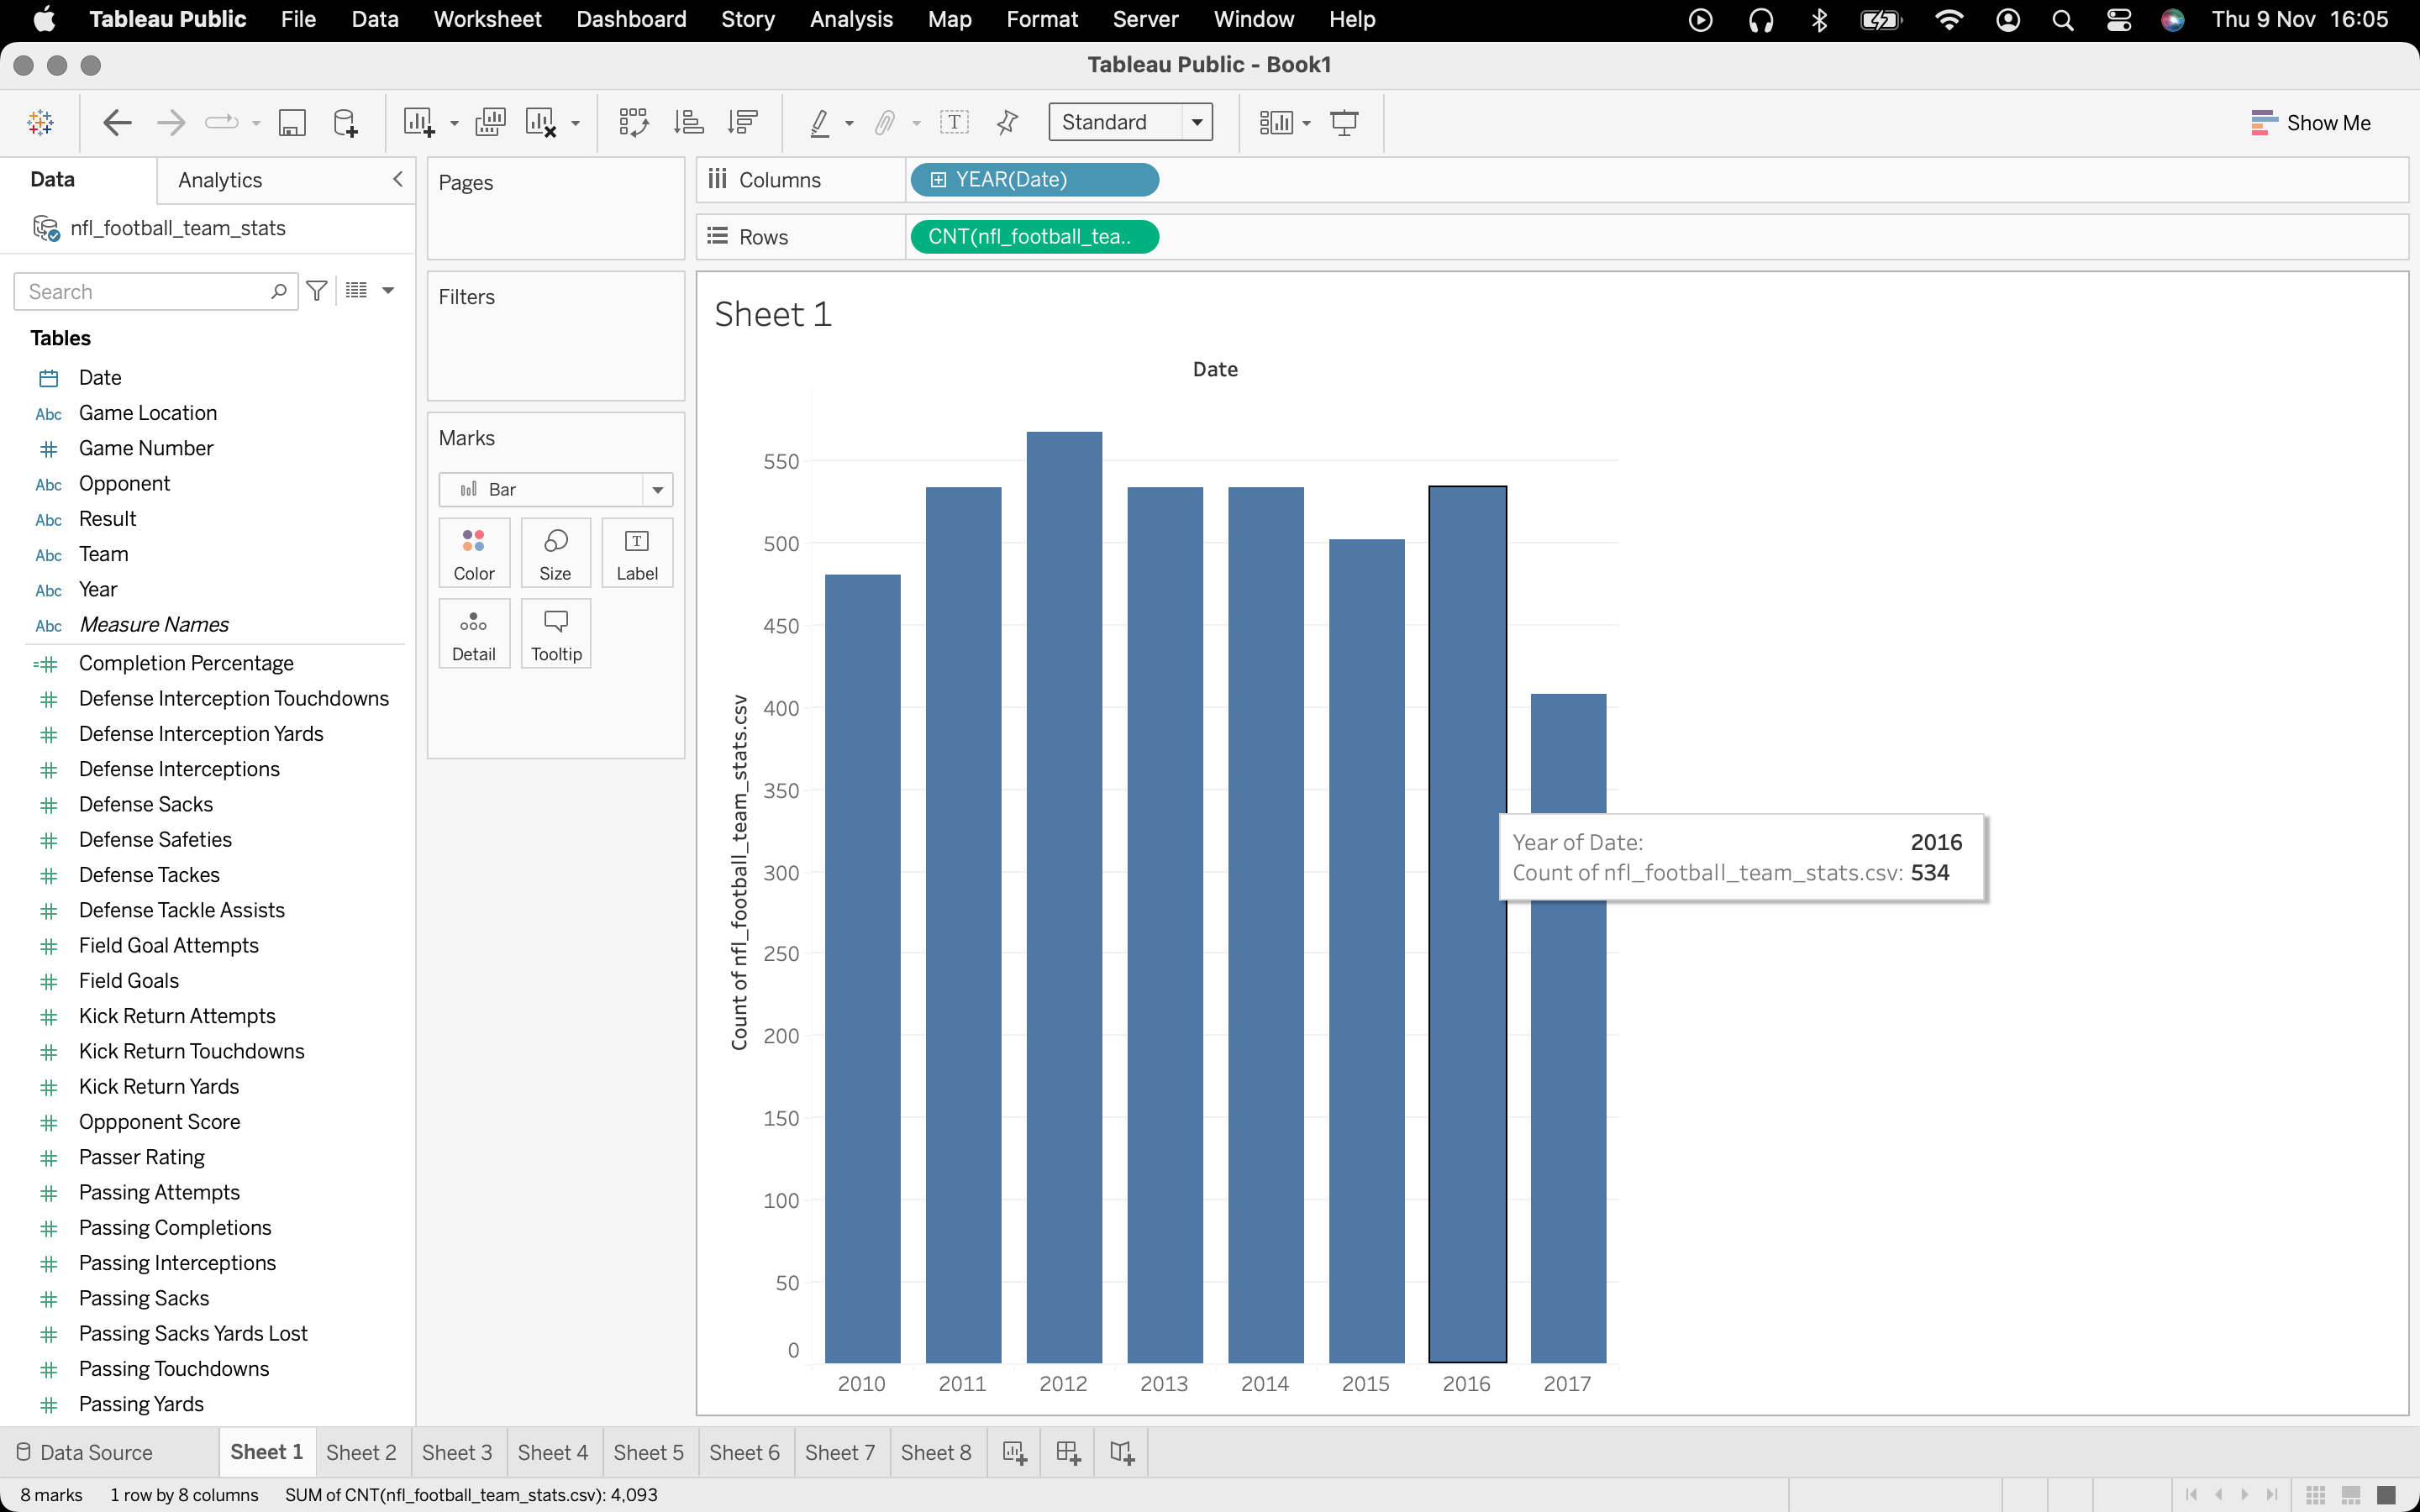 Tableau Public File Data Worksheet Dashboard Story Analysis Map Format Server Window Help Thu 9 Nov 16:05
Tableau Public - Book1
Standard
Show Me
Data Analytics
nfl_football_team_stats
Search
Tables
Date
Abc Game Location
Game Number
Abc Opponent
Abc Result
Abc Team
Abc Year
Abc Measure Names
Completion Percentage
Defense Interception Touchdowns
Defense Interception Yards
Defense Interceptions
Defense Sacks
Defense Safeties
Defense Tackes
Defense Tackle Assists
Field Goal Attempts
Field Goals
Kick Return Attempts
Kick Return Touchdowns
Kick Return Yards
Oppponent Score
Passer Rating
Passing Attempts
Passing Completions
Passing Interceptions
Passing Sacks
Passing Sacks Yards Lost
Passing Touchdowns
Passing Yards
Pages
Filters
Marks
Bar
Color Size Label
Detail Tooltip
Columns YEAR(Date)
Rows CNT(nfl_football_tea..
Sheet 1
Date
Count of nfl_football_team_stats.csv
550
500
450
400
350
300
250
200
150
100
50
0
2010 2011 2012 2013 2014 2015 2016 2017
Year of Date: 2016
Count of nfl_football_team_stats.csv: 534
Data Source Sheet 1 Sheet 2 Sheet 3 Sheet 4 Sheet 5 Sheet 6 Sheet 7 Sheet 8
8 marks 1 row by 8 columns SUM of CNT(nfl_football_team_stats.csv): 4,093